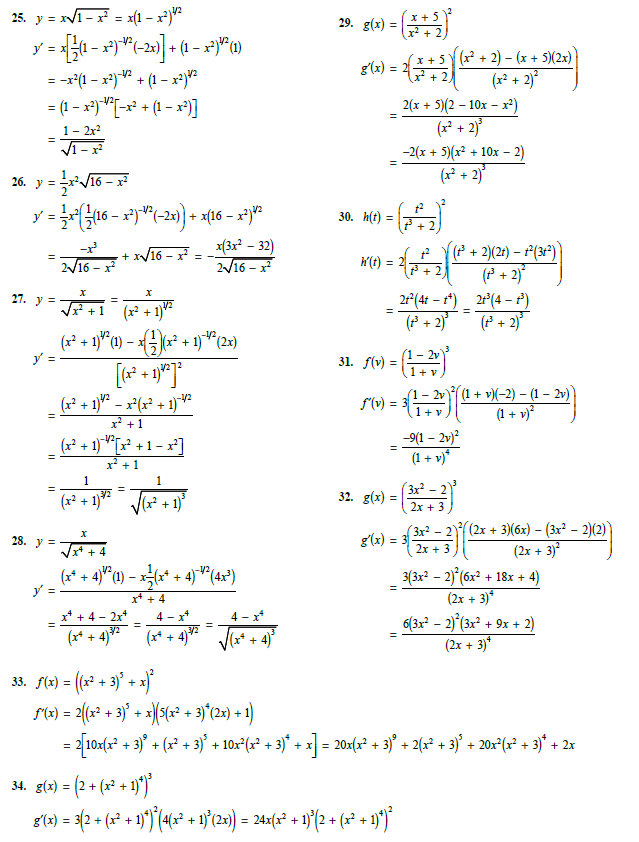 25. y = x√(1 − x²) = x(1 − x²)^(1/2)
y′ = x[1/2(1 − x²)^(−1/2)(−2x)] + (1 − x²)^(1/2)(1)
= −x²(1 − x²)^(−1/2) + (1 − x²)^(1/2)
= (1 − x²)^(−1/2)[−x² + (1 − x²)]
= (1 − 2x²)/√(1 − x²)
26. y = 1/2 x²√(16 − x²)
y′ = 1/2 x²(1/2(16 − x²)^(−1/2)(−2x)) + x(16 − x²)^(1/2)
= −x³/(2√(16 − x²)) + x√(16 − x²) = −x(3x² − 32)/(2√(16 − x²))
27. y = x/√(x² + 1) = x/(x² + 1)^(1/2)
y′ = ((x² + 1)^(1/2)(1) − x(1/2)(x² + 1)^(−1/2)(2x))/[(x² + 1)^(1/2)]²
= ((x² + 1)^(1/2) − x²(x² + 1)^(−1/2))/(x² + 1)
= ((x² + 1)^(−1/2)[x² + 1 − x²])/(x² + 1)
= 1/(x² + 1)^(3/2) = 1/√((x² + 1)³)
28. y = x/√(x⁴ + 4)
y′ = ((x⁴ + 4)^(1/2)(1) − x 1/2(x⁴ + 4)^(−1/2)(4x³))/(x⁴ + 4)
= (x⁴ + 4 − 2x⁴)/(x⁴ + 4)^(3/2) = (4 − x⁴)/(x⁴ + 4)^(3/2) = (4 − x⁴)/√((x⁴ + 4)³)
29. g(x) = ((x + 5)/(x² + 2))²
g′(x) = 2((x + 5)/(x² + 2))(((x² + 2) − (x + 5)(2x))/(x² + 2)²)
= 2(x + 5)(2 − 10x − x²)/(x² + 2)³
= −2(x + 5)(x² + 10x − 2)/(x² + 2)³
30. h(t) = (t²/(t³ + 2))²
h′(t) = 2(t²/(t³ + 2))(((t³ + 2)(2t) − t²(3t²))/(t³ + 2)²)
= 2t²(4t − t⁴)/(t³ + 2)³ = 2t³(4 − t³)/(t³ + 2)³
31. f(v) = ((1 − 2v)/(1 + v))³
f′(v) = 3((1 − 2v)/(1 + v))²(((1 + v)(−2) − (1 − 2v))/(1 + v)²)
= −9(1 − 2v)²/(1 + v)⁴
32. g(x) = ((3x² − 2)/(2x + 3))³
g′(x) = 3((3x² − 2)/(2x + 3))²(((2x + 3)(6x) − (3x² − 2)(2))/(2x + 3)²)
= 3(3x² − 2)²(6x² + 18x + 4)/(2x + 3)⁴
= 6(3x² − 2)²(3x² + 9x + 2)/(2x + 3)⁴
33. f(x) = ((x² + 3)⁵ + x)²
f′(x) = 2((x² + 3)⁵ + x)(5(x² + 3)⁴(2x) + 1)
= 2[10x(x² + 3)⁹ + (x² + 3)⁵ + 10x²(x² + 3)⁴ + x] = 20x(x² + 3)⁹ + 2(x² + 3)⁵ + 20x²(x² + 3)⁴ + 2x
34. g(x) = (2 + (x² + 1)⁴)³
g′(x) = 3(2 + (x² + 1)⁴)²(4(x² + 1)³(2x)) = 24x(x² + 1)³(2 + (x² + 1)⁴)²